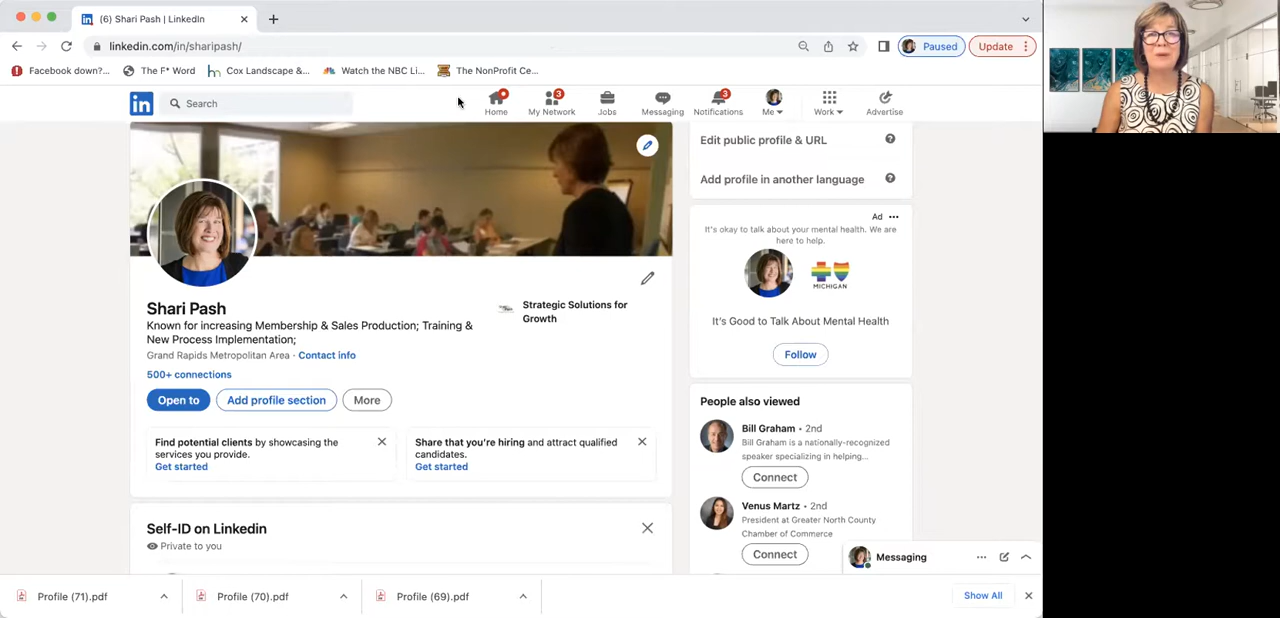 (6) Shari Pash | LinkedIn
linkedin.com/in/sharipash/
Paused
Update
Facebook down?...
The F* Word
Cox Landscape &...
Watch the NBC Li...
The NonProfit Ce...
in
Search
Home
3
My Network
Jobs
Messaging
3
Notifications
Me
Work
Advertise
Shari Pash
Known for increasing Membership & Sales Production; Training &
New Process Implementation;
Grand Rapids Metropolitan Area · Contact info
500+ connections
Strategic Solutions for
Growth
Open to
Add profile section
More
Find potential clients by showcasing the
services you provide.
Get started
Share that you're hiring and attract qualified
candidates.
Get started
Self-ID on Linkedin
Private to you
Edit public profile & URL
Add profile in another language
Ad ···
It's okay to talk about your mental health. We are
here to help.
MICHIGAN
It's Good to Talk About Mental Health
Follow
People also viewed
Bill Graham · 2nd
Bill Graham is a nationally-recognized
speaker specializing in helping...
Connect
Venus Martz · 2nd
President at Greater North County
Chamber of Commerce
Connect
Messaging
Profile (71).pdf
Profile (70).pdf
Profile (69).pdf
Show All